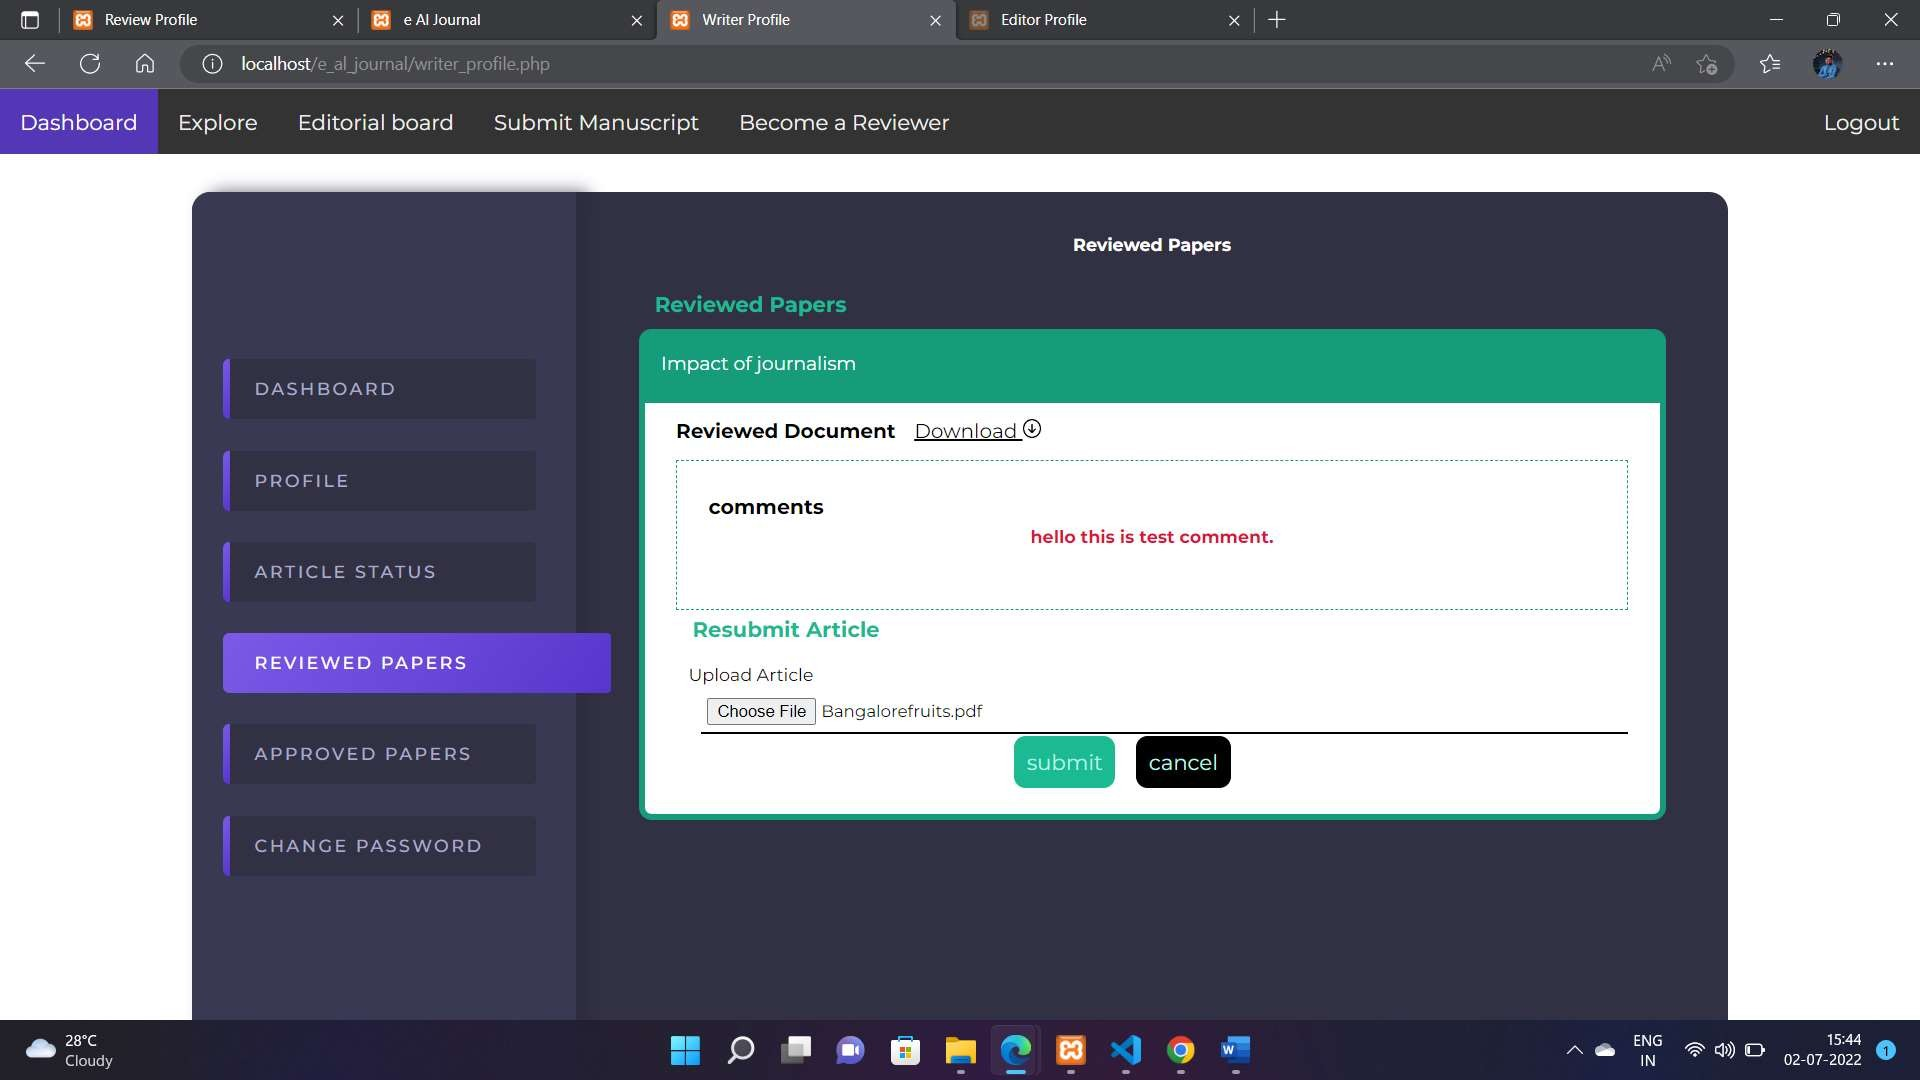 Review Profile
e Al Journal
Writer Profile
Editor Profile
localhost/e_al_journal/writer_profile.php
Dashboard Explore Editorial board Submit Manuscript Become a Reviewer Logout
Reviewed Papers
DASHBOARD
PROFILE
ARTICLE STATUS
REVIEWED PAPERS
APPROVED PAPERS
CHANGE PASSWORD
Reviewed Papers
Impact of journalism
Reviewed Document Download
comments
hello this is test comment.
Resubmit Article
Upload Article
Choose File Bangalorefruits.pdf
submit cancel
28°C
Cloudy
W
ENG
IN
15:44
02-07-2022
1